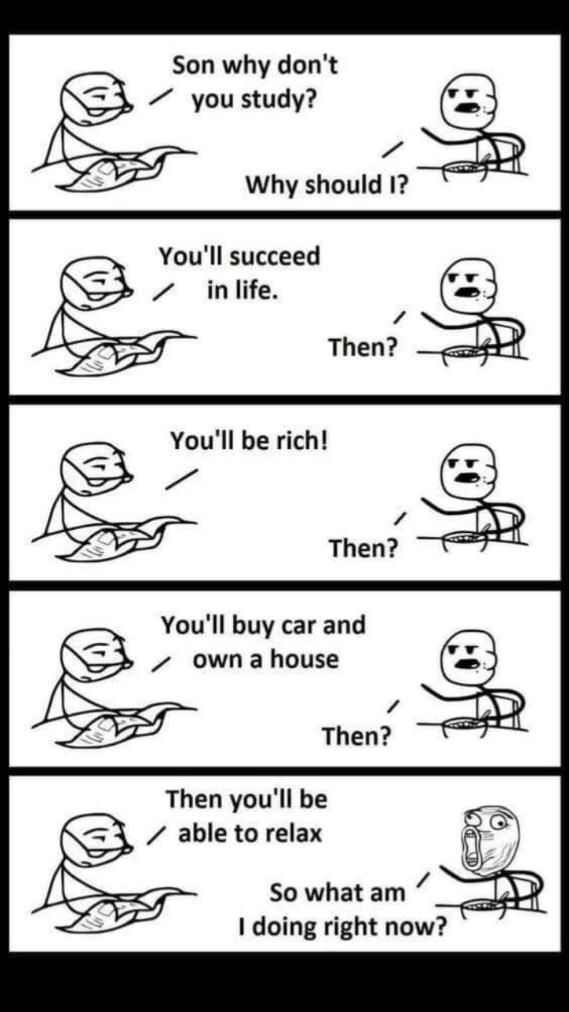 Son why don't
you study?
Why should I?
You'll succeed
in life.
Then?
You'll be rich!
Then?
You'll buy car and
own a house
Then?
Then you'll be
able to relax
So what am
I doing right now?